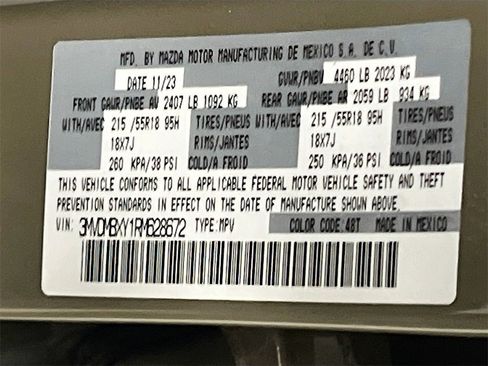 MFD. BY MAZDA MOTOR MANUFACTURING DE MEXICO S.A. DE C.V.
DATE 11/23 GVWR/PNBV 4460 LB 2023 KG
FRONT GAWR/PNBE AV 2407 LB 1092 KG REAR GAWR/PNBE AR 2059 LB 934 KG
WITH/AVEC 215 /55R18 95H TIRES/PNEUS WITH/AVEC 215 /55R18 95H TIRES/PNEUS
18X7J RIMS/JANTES 18X7J RIMS/JANTES
260 KPA/38 PSI COLD/A FROID 250 KPA/36 PSI COLD/A FROID
THIS VEHICLE CONFORMS TO ALL APPLICABLE FEDERAL MOTOR VEHICLE SAFETY AND THEFT
PREVENTION STANDARDS IN EFFECT ON THE DATE OF MANUFACTURE SHOWN ABOVE.
VIN: 3MVDMBXY1RM628672 TYPE: MPV COLOR CODE: 48T MADE IN MEXICO